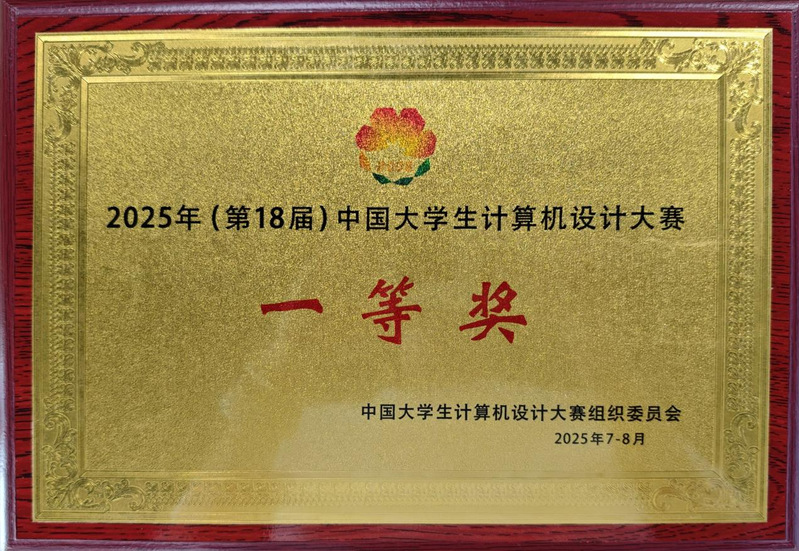 2025年(第18届)中国大学生计算机设计大赛
一等奖
中国大学生计算机设计大赛组织委员会
2025年7-8月